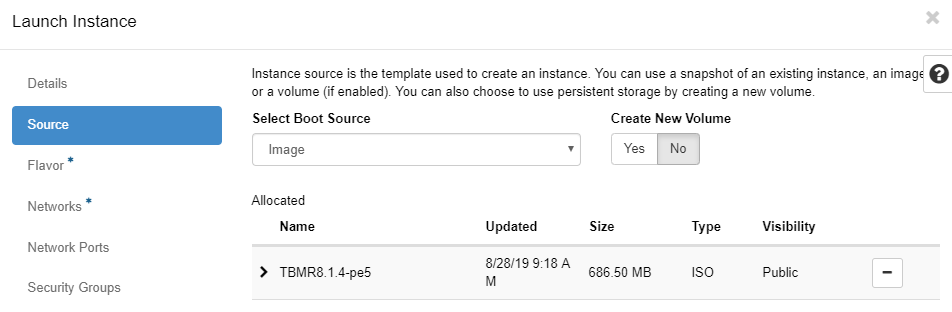 Launch Instance
×
Details
Source
Flavor *
Networks *
Network Ports
Security Groups
Instance source is the template used to create an instance. You can use a snapshot of an existing instance, an image
or a volume (if enabled). You can also choose to use persistent storage by creating a new volume.
?
Select Boot Source Create New Volume
Image Yes No
Allocated
Name Updated Size Type Visibility
TBMR8.1.4-pe5 8/28/19 9:18 A 686.50 MB ISO Public −
M